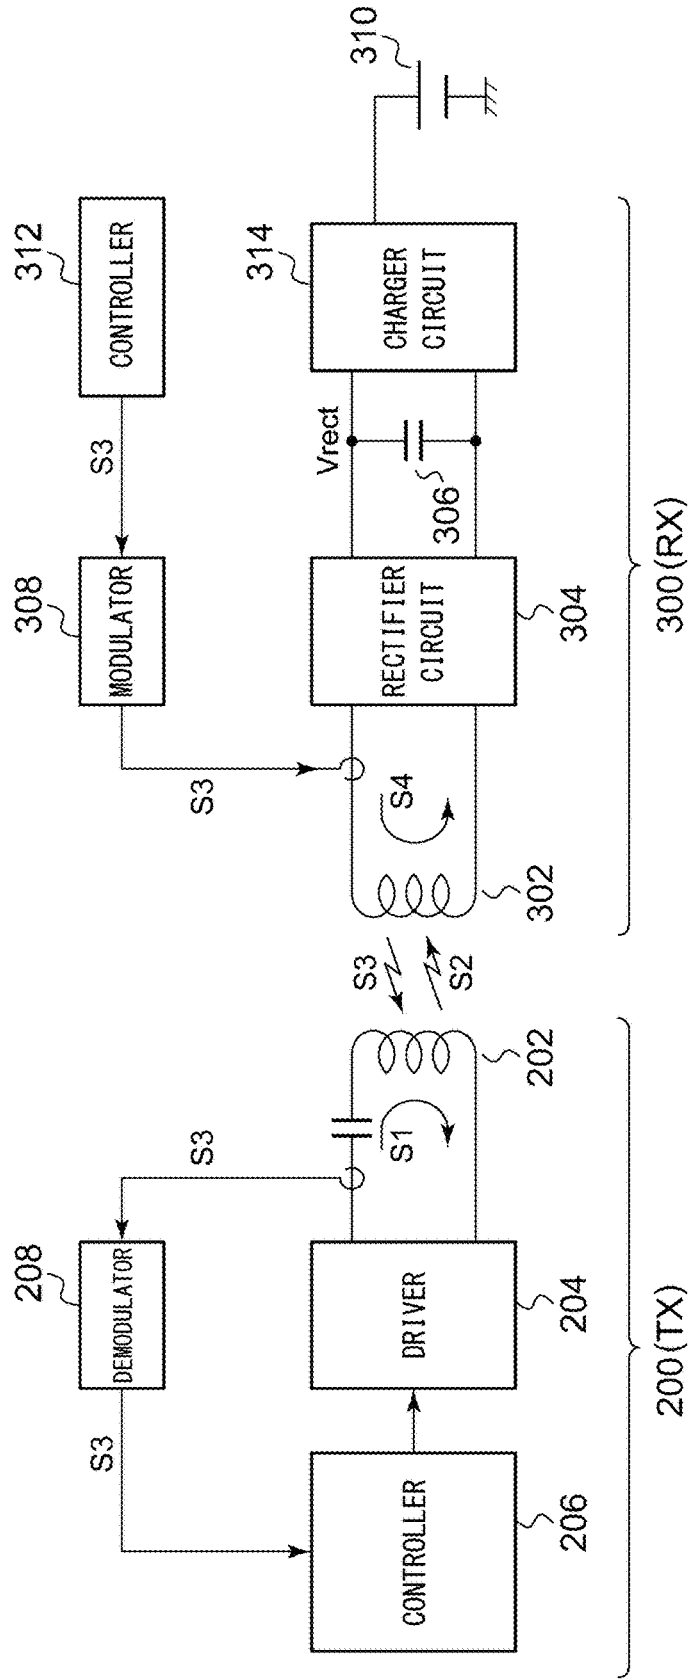 208
S3
DEMODULATOR
S3
S3
308
MODULATOR
S3
312
CONTROLLER
CONTROLLER
206
DRIVER
204
S1
202
S3
S2
302
S4
RECTIFIER
CIRCUIT
304
Vrect
306
314
CHARGER
CIRCUIT
310
200(TX)
300(RX)